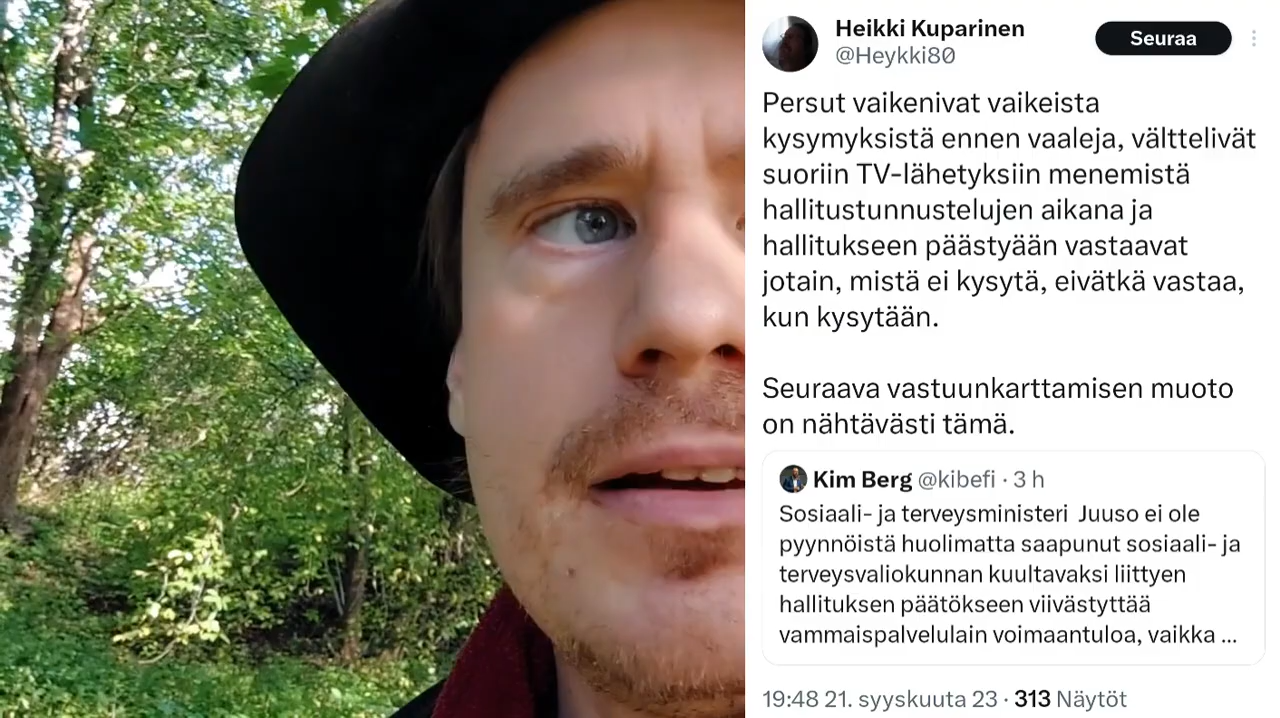 Heikki Kuparinen
@Heykki80
Seuraa
Persut vaikenivat vaikeista
kysymyksistä ennen vaaleja, välttelivät
suoriin TV-lähetyksiin menemistä
hallitustunnustelujen aikana ja
hallitukseen päästyään vastaavat
jotain, mistä ei kysytä, eivätkä vastaa,
kun kysytään.
Seuraava vastuunkarttamisen muoto
on nähtävästi tämä.
Kim Berg @kibefi · 3 h
Sosiaali- ja terveysministeri Juuso ei ole
pyynnöistä huolimatta saapunut sosiaali- ja
terveysvaliokunnan kuultavaksi liittyen
hallituksen päätökseen viivästyttää
vammaispalvelulain voimaantuloa, vaikka ...
19:48 21. syyskuuta 23 · 313 Näytöt